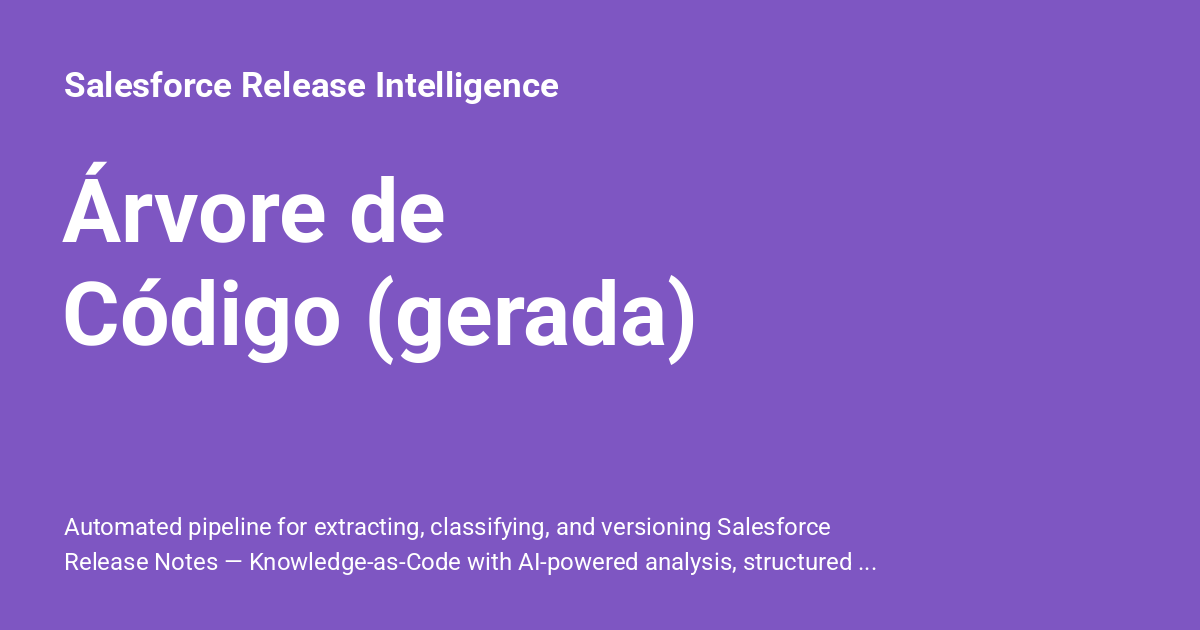 Salesforce Release Intelligence
Árvore de
Código (gerada)
Automated pipeline for extracting, classifying, and versioning Salesforce
Release Notes — Knowledge-as-Code with AI-powered analysis, structured ...